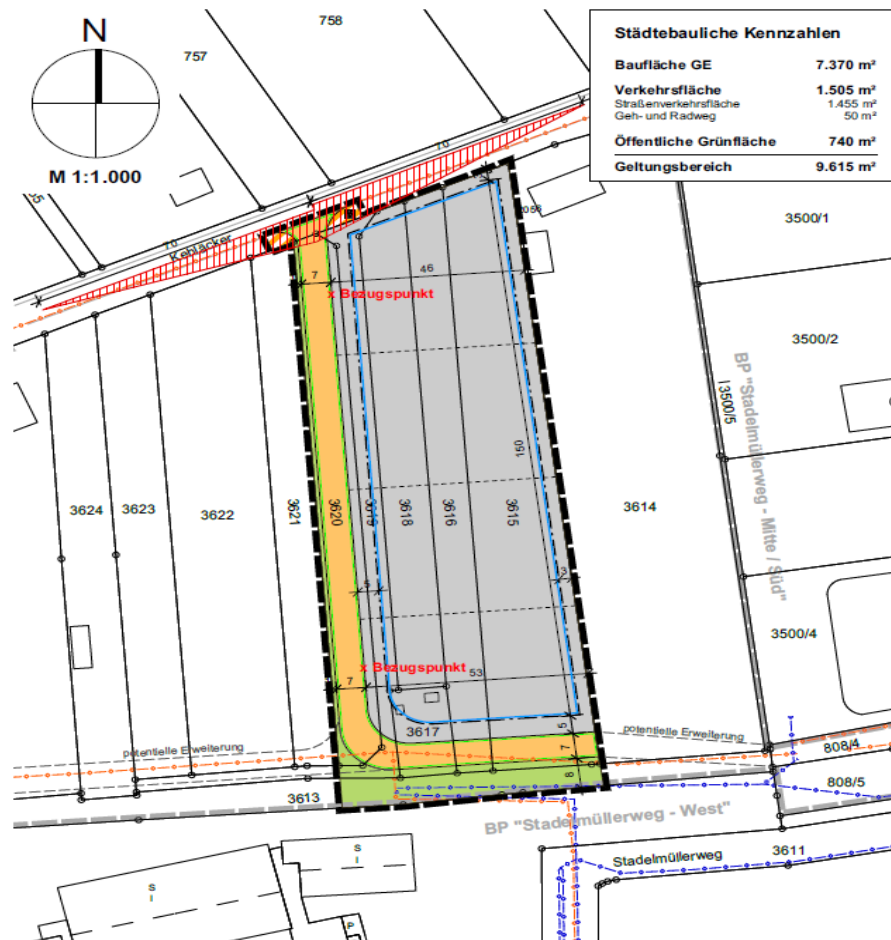 N
M 1:1.000
757
758
Städtebauliche Kennzahlen
Baufläche GE 7.370 m²
Verkehrsfläche 1.505 m²
Straßenverkehrsfläche 1.455 m²
Geh- und Radweg 50 m²
Öffentliche Grünfläche 740 m²
Geltungsbereich 9.615 m²
70
70
Kehläcker
7
46
x Bezugspunkt
3500/1
3500/2
3500/5
BP "Stadelmüllerweg - Mitte / Süd"
150
3624
3623
3622
3621
3620
3619
3618
3616
3615
3614
5
3
3500/4
x Bezugspunkt
53
7
3617
5
7
8
potentielle Erweiterung
potentielle Erweiterung
808/4
808/5
3613
BP "Stadelmüllerweg - West"
Stadelmüllerweg
3611
S
I
S
I